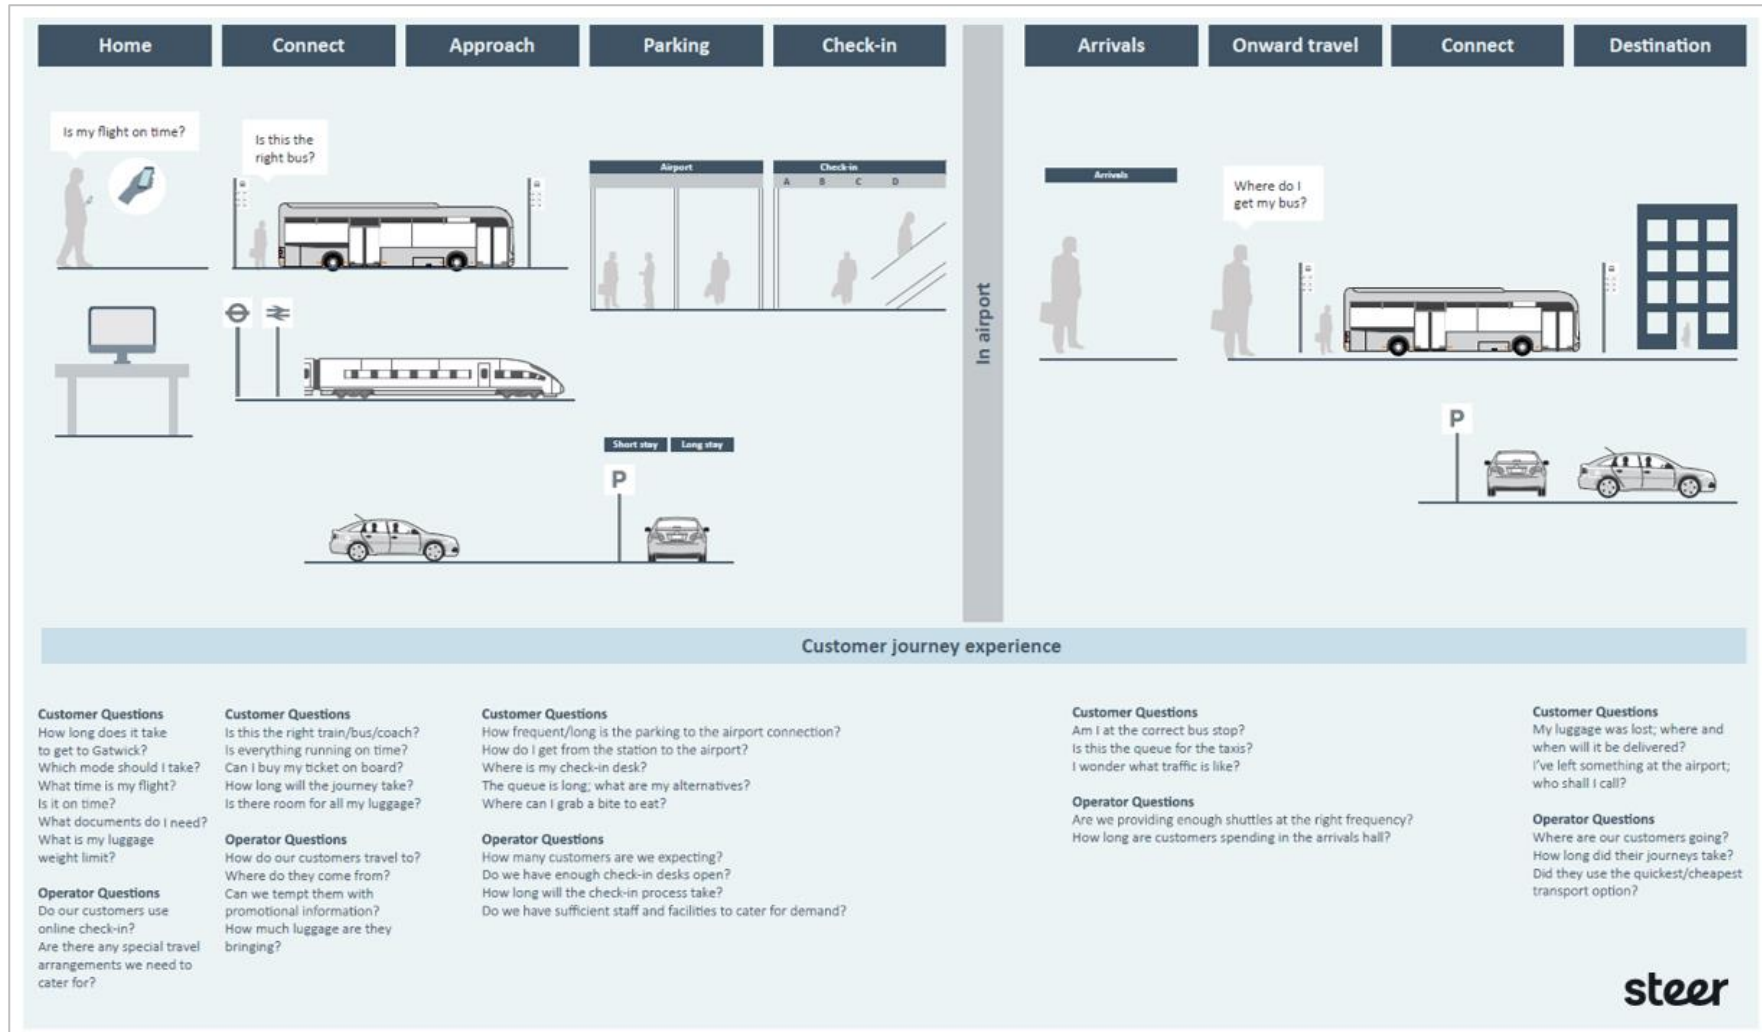 Home
Connect
Approach
Parking
Check-in
Arrivals
Onward travel
Connect
Destination
Is my flight on time?
Is this the
right bus?
Airport
Check-in
A B C D
Short stay
Long stay
P
In airport
Arrivals
Where do I
get my bus?
P
Customer journey experience
Customer Questions
How long does it take
to get to Gatwick?
Which mode should I take?
What time is my flight?
Is it on time?
What documents do I need?
What is my luggage
weight limit?
Operator Questions
Do our customers use
online check-in?
Are there any special travel
arrangements we need to
cater for?
Customer Questions
Is this the right train/bus/coach?
Is everything running on time?
Can I buy my ticket on board?
How long will the journey take?
Is there room for all my luggage?
Operator Questions
How do our customers travel to?
Where do they come from?
Can we tempt them with
promotional information?
How much luggage are they
bringing?
Customer Questions
How frequent/long is the parking to the airport connection?
How do I get from the station to the airport?
Where is my check-in desk?
The queue is long; what are my alternatives?
Where can I grab a bite to eat?
Operator Questions
How many customers are we expecting?
Do we have enough check-in desks open?
How long will the check-in process take?
Do we have sufficient staff and facilities to cater for demand?
Customer Questions
Am I at the correct bus stop?
Is this the queue for the taxis?
I wonder what traffic is like?
Operator Questions
Are we providing enough shuttles at the right frequency?
How long are customers spending in the arrivals hall?
Customer Questions
My luggage was lost; where and
when will it be delivered?
I've left something at the airport;
who shall I call?
Operator Questions
Where are our customers going?
How long did their journeys take?
Did they use the quickest/cheapest
transport option?
steer